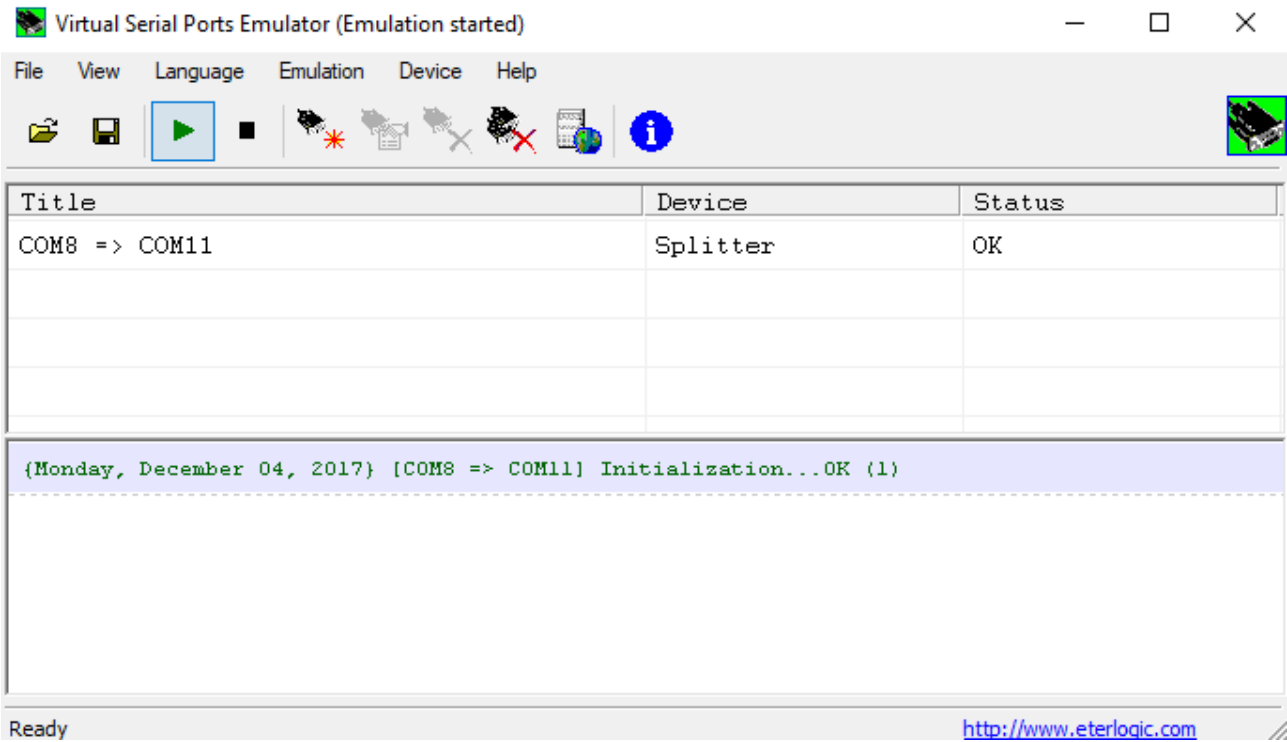 Virtual Serial Ports Emulator (Emulation started)
File View Language Emulation Device Help
Title Device Status
COM8 => COM11 Splitter OK
{Monday, December 04, 2017} [COM8 => COM11] Initialization...OK (1)
Ready http://www.eterlogic.com